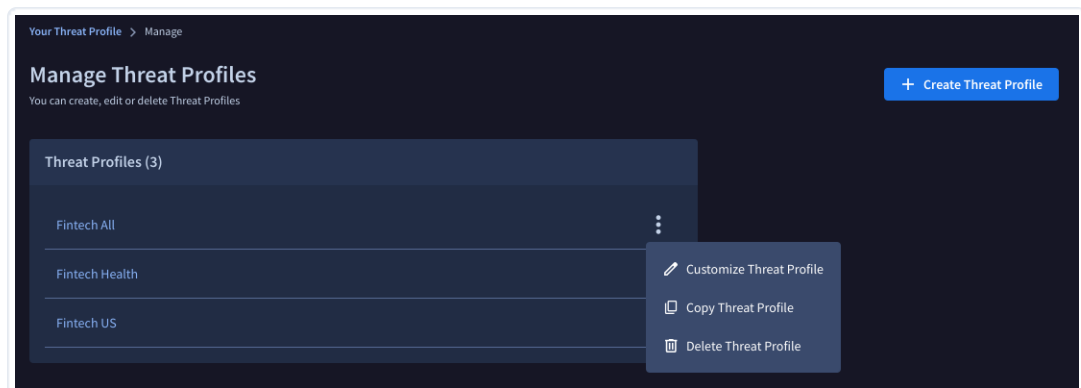 Your Threat Profile > Manage
Manage Threat Profiles
You can create, edit or delete Threat Profiles
+ Create Threat Profile
Threat Profiles (3)
Fintech All
Fintech Health
Fintech US
Customize Threat Profile
Copy Threat Profile
Delete Threat Profile